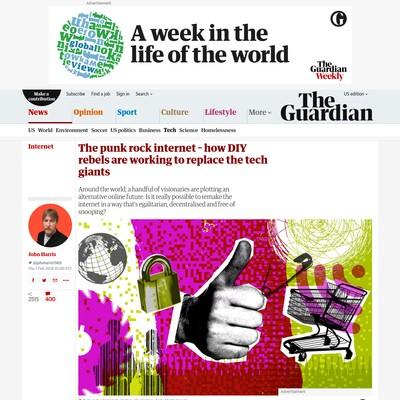 Advertisement
A week in the
life of the world
global
view
The
Guardian
Weekly
Make a
contribution
Subscribe Find a job Sign in Search
US edition
The
Guardian
News Opinion Sport Culture Lifestyle More
US World Environment Soccer US politics Business Tech Science Homelessness
Internet
The punk rock internet – how DIY
rebels are working to replace the tech
giants
Around the world, a handful of visionaries are plotting an
alternative online future. Is it really possible to remake the
internet in a way that's egalitarian, decentralised and free of
snooping?
John Harris
@johnharris1969
Thu 1 Feb 2018 01.00 EST
2515 400
Advertisement